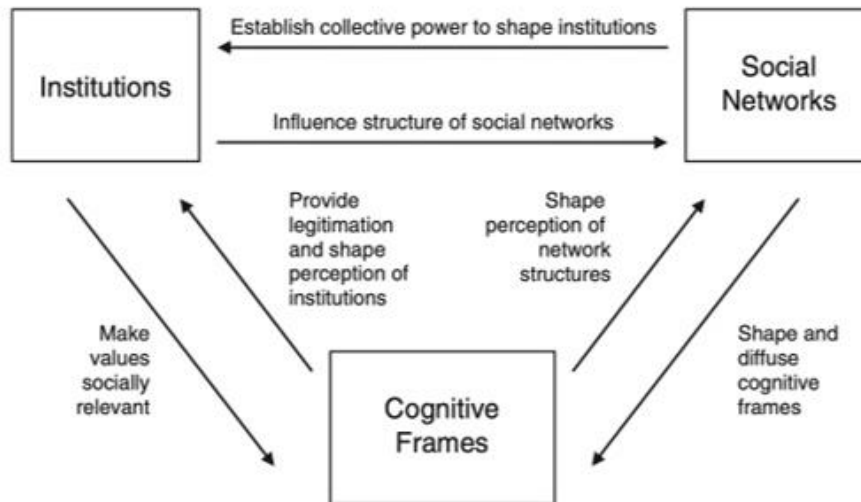 Establish collective power to shape institutions
Institutions
Social
Networks
Influence structure of social networks
Provide
legitimation
and shape
perception of
institutions
Shape
perception of
network
structures
Make
values
socially
relevant
Shape and
diffuse
cognitive
frames
Cognitive
Frames